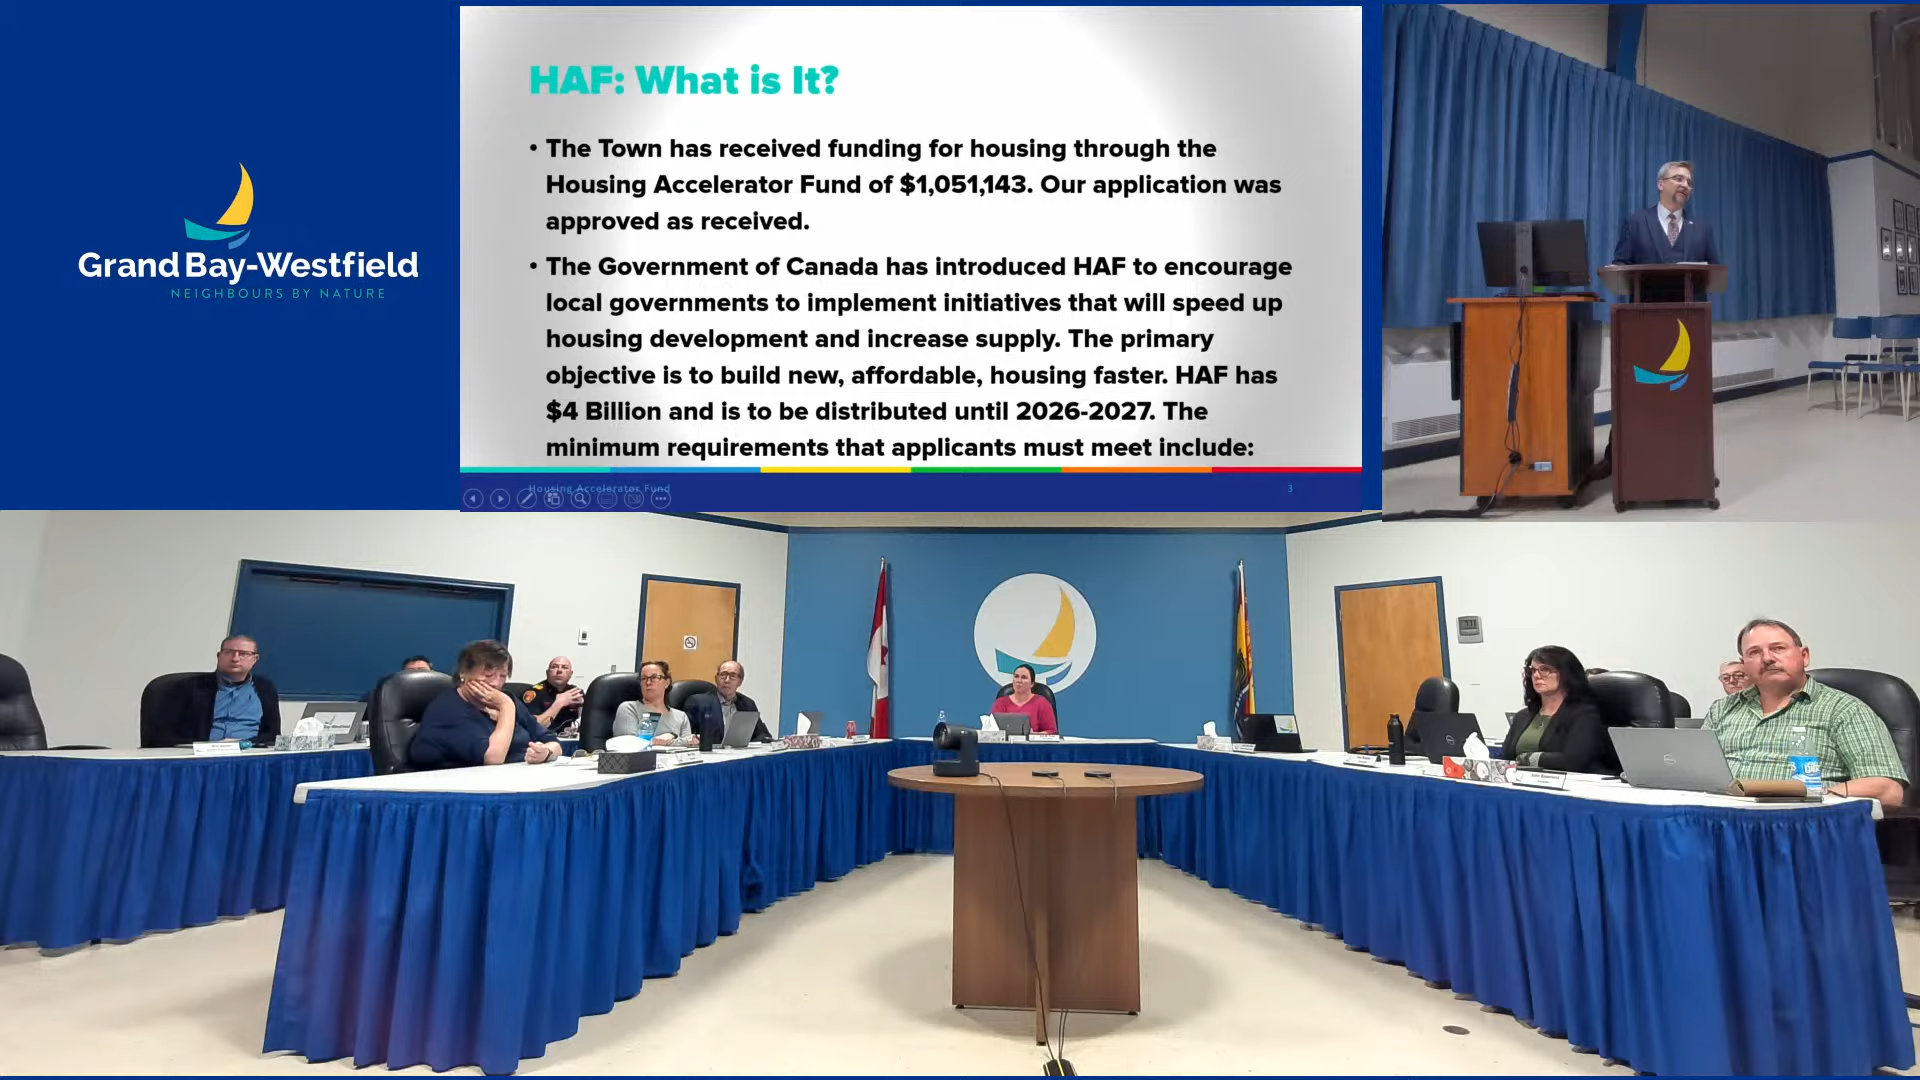 HAF: What is It?
• The Town has received funding for housing through the
Housing Accelerator Fund of $1,051,143. Our application was
approved as received.
• The Government of Canada has introduced HAF to encourage
local governments to implement initiatives that will speed up
housing development and increase supply. The primary
objective is to build new, affordable, housing faster. HAF has
$4 Billion and is to be distributed until 2026-2027. The
minimum requirements that applicants must meet include:
Housing Accelerator Fund
3
Grand Bay-Westfield
NEIGHBOURS BY NATURE